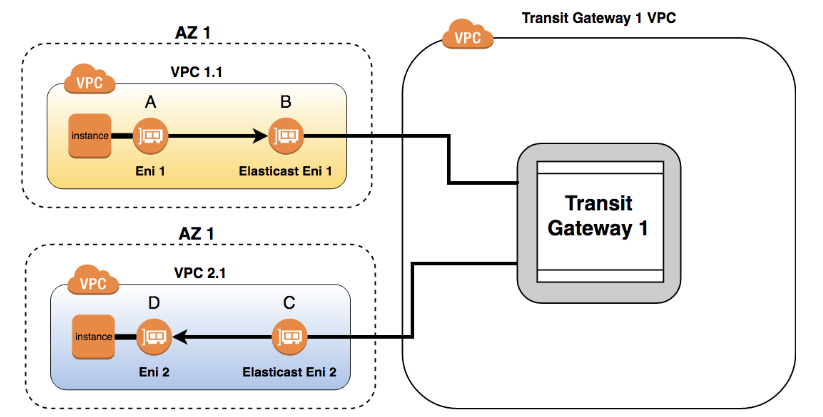 Transit Gateway 1 VPC
VPC
AZ 1
VPC 1.1
VPC
A
B
instance
Eni 1
Elasticast Eni 1
Transit
Gateway 1
AZ 1
VPC 2.1
VPC
D
C
instance
Eni 2
Elasticast Eni 2